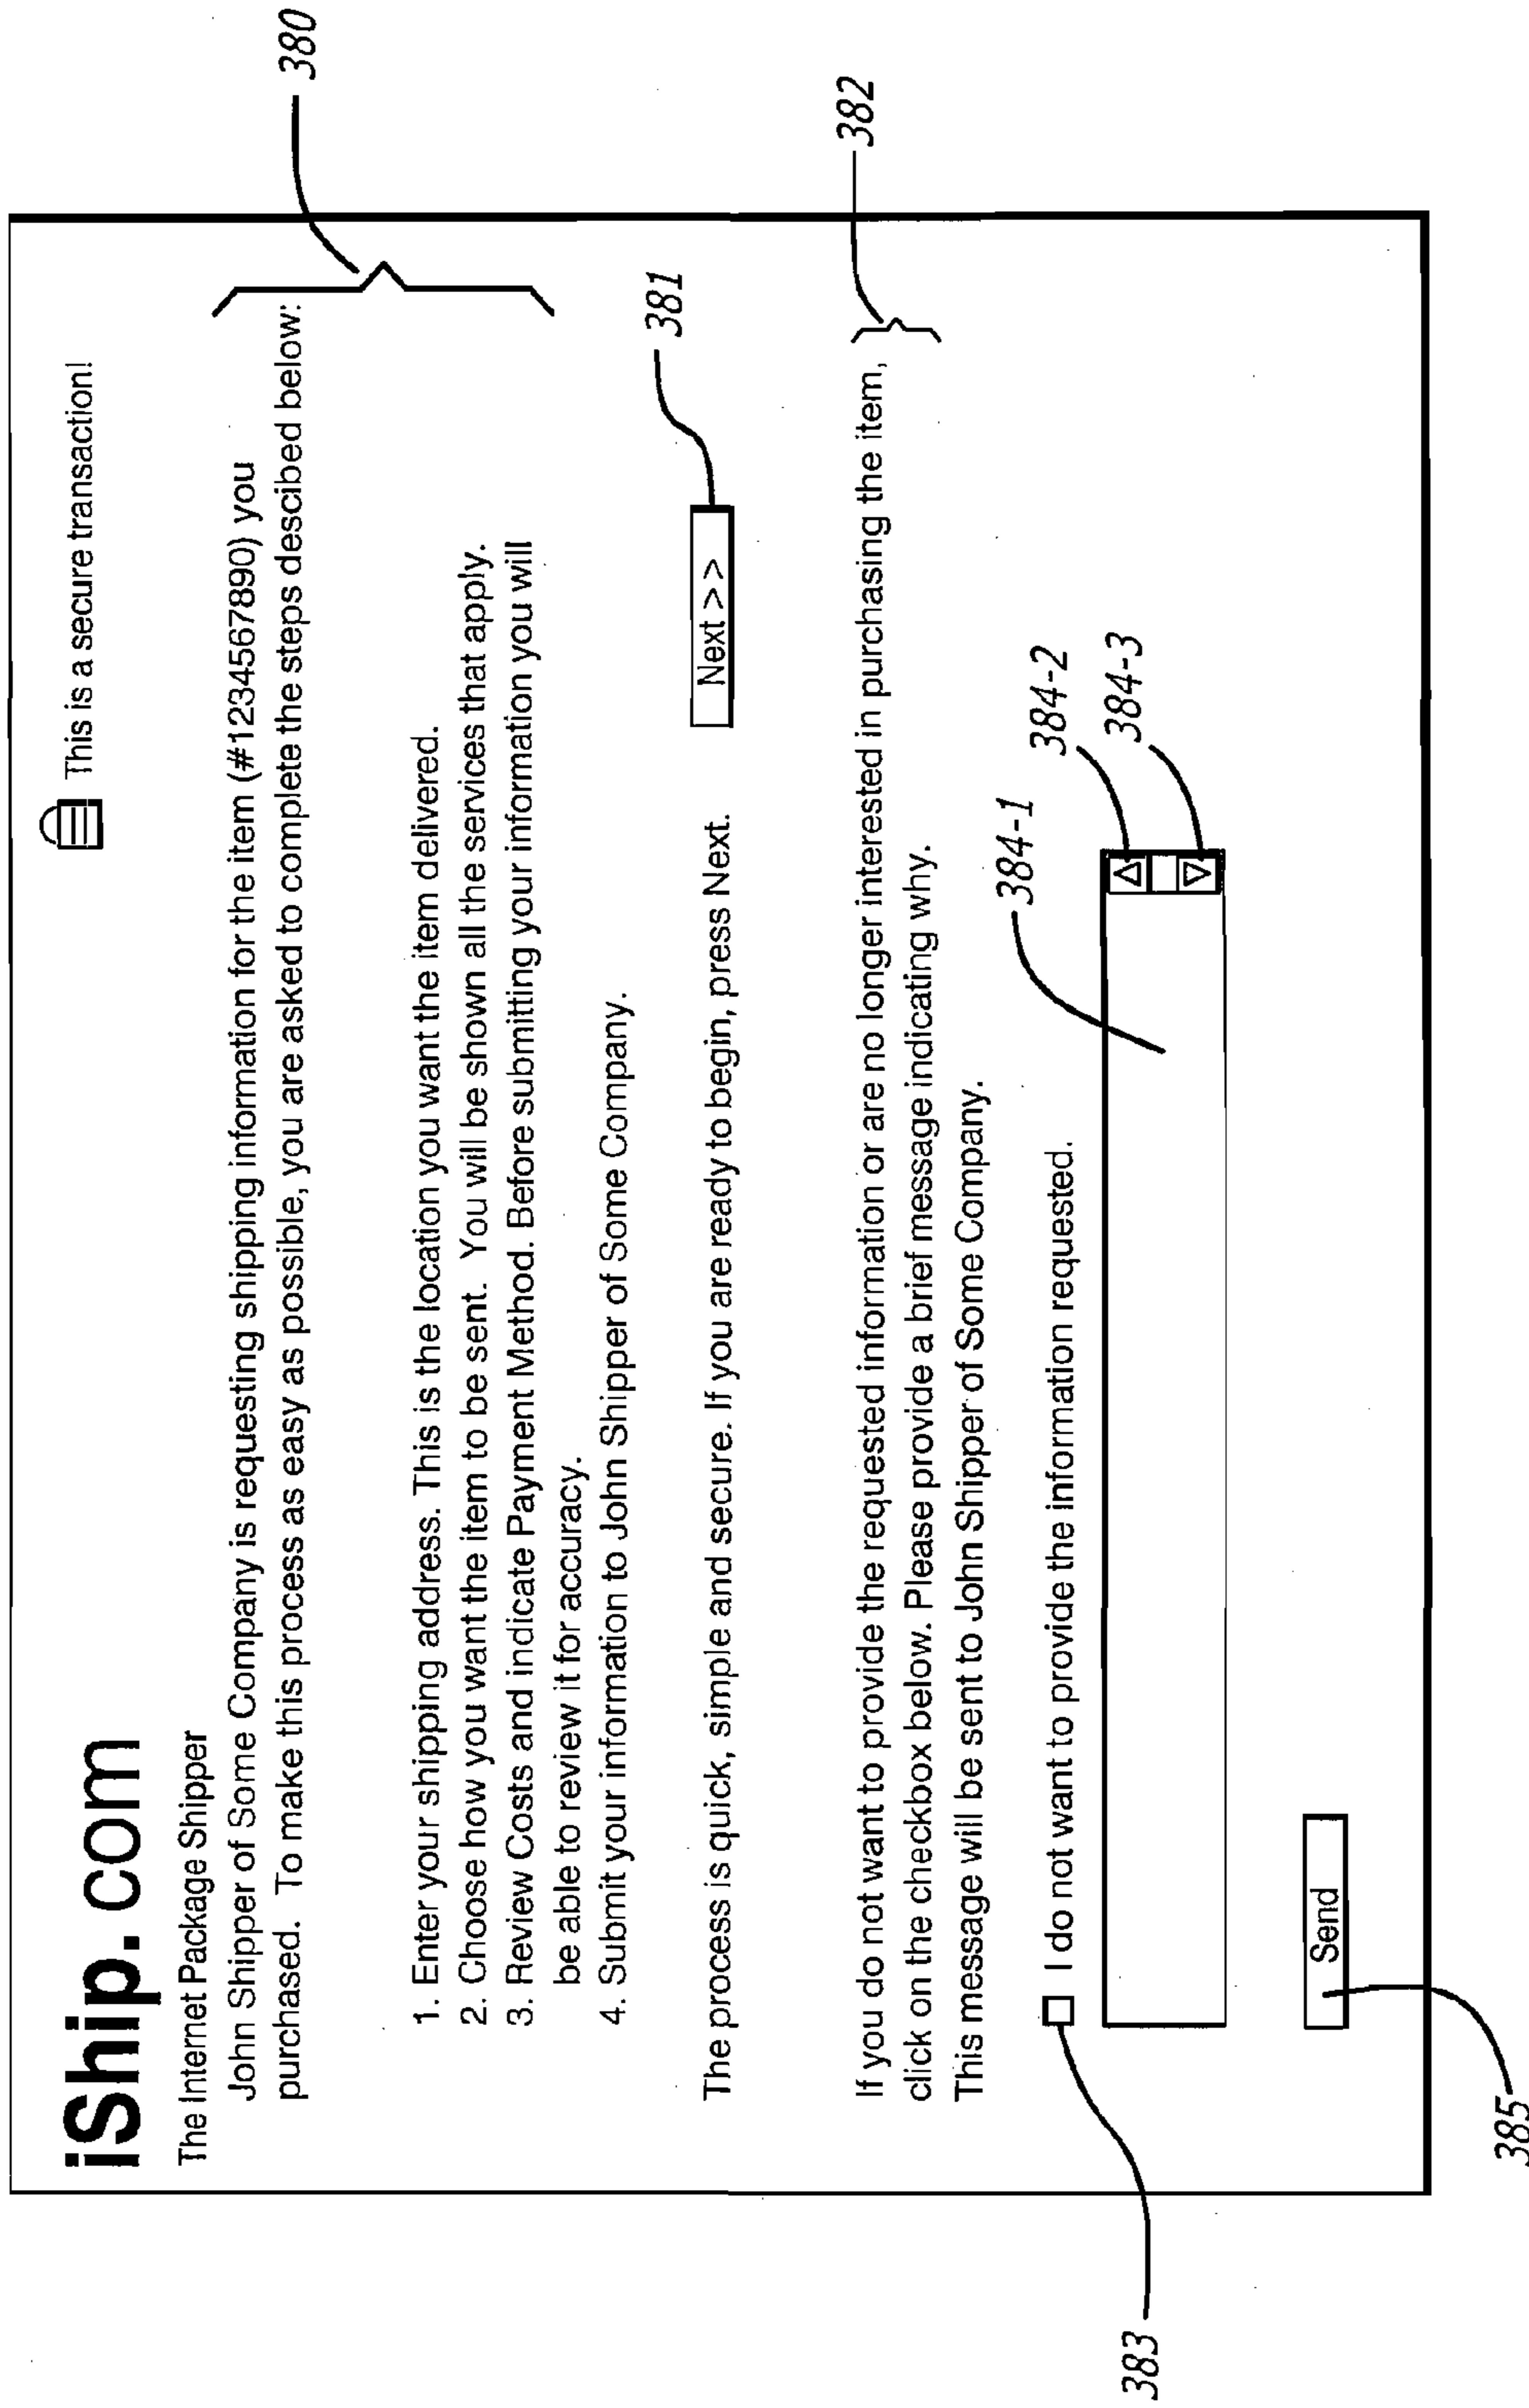 iShip.com
This is a secure transaction!
The Internet Package Shipper
John Shipper of Some Company is requesting shipping information for the item (#1234567890) you
purchased. To make this process as easy as possible, you are asked to complete the steps descibed below:
380
1. Enter your shipping address. This is the location you want the item delivered.
2. Choose how you want the item to be sent. You will be shown all the services that apply.
3. Review Costs and indicate Payment Method. Before submitting your information you will
be able to review it for accuracy.
4. Submit your information to John Shipper of Some Company.
381
The process is quick, simple and secure. If you are ready to begin, press Next.
Next >>
382
If you do not want to provide the requested information or are no longer interested in purchasing the item,
click on the checkbox below. Please provide a brief message indicating why.
This message will be sent to John Shipper of Some Company.
384-1
384-2
384-3
I do not want to provide the information requested.
383
Send
385